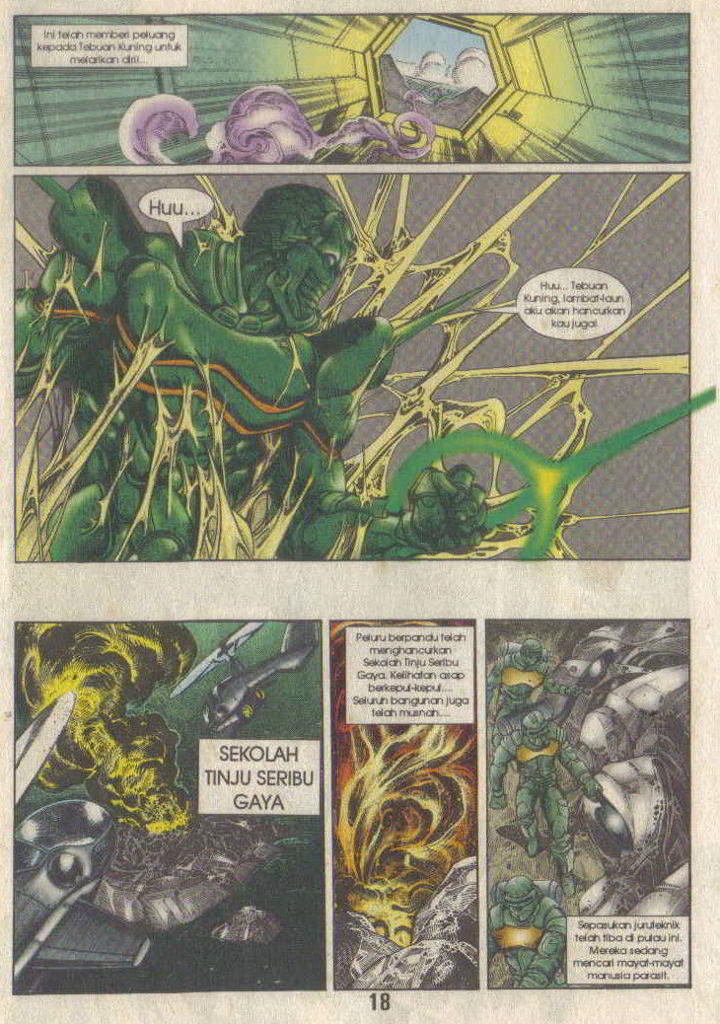 Ini telah memberi peluang
kepada Tebuan Kuning untuk
melarikan diri...
Huu...
Huu... Tebuan
Kuning, lambat-laun
aku akan hancurkan
kau juga!
SEKOLAH
TINJU SERIBU
GAYA
Peluru berpandu telah
menghancurkan
Sekolah Tinju Seribu
Gaya. Kelihatan asap
berkepul-kepul....
Seluruh bangunan juga
telah musnah....
Sepasukan juruteknik
telah tiba di pulau ini.
Mereka sedang
mencari mayat-mayat
manusia parasit.
18